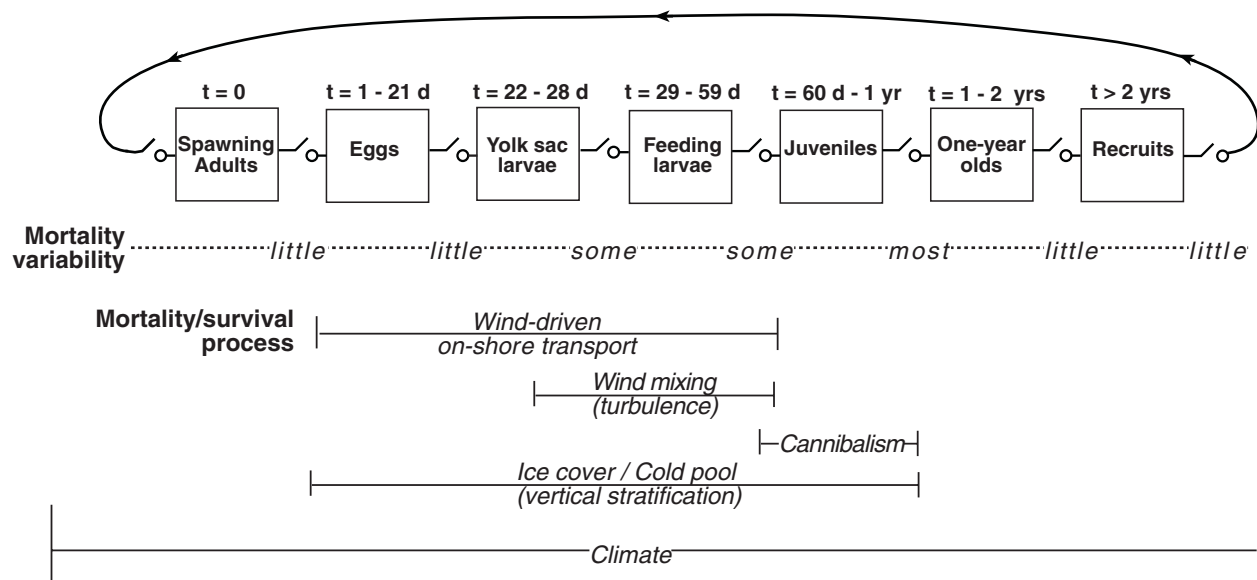 t = 0
t = 1 - 21 d
t = 22 - 28 d
t = 29 - 59 d
t = 60 d - 1 yr
t = 1 - 2 yrs
t > 2 yrs
Spawning
Adults
Eggs
Yolk sac
larvae
Feeding
larvae
Juveniles
One-year
olds
Recruits
Mortality
variability
little
little
some
some
most
little
little
Mortality/survival
process
Wind-driven
on-shore transport
Wind mixing
(turbulence)
Cannibalism
Ice cover / Cold pool
(vertical stratification)
Climate